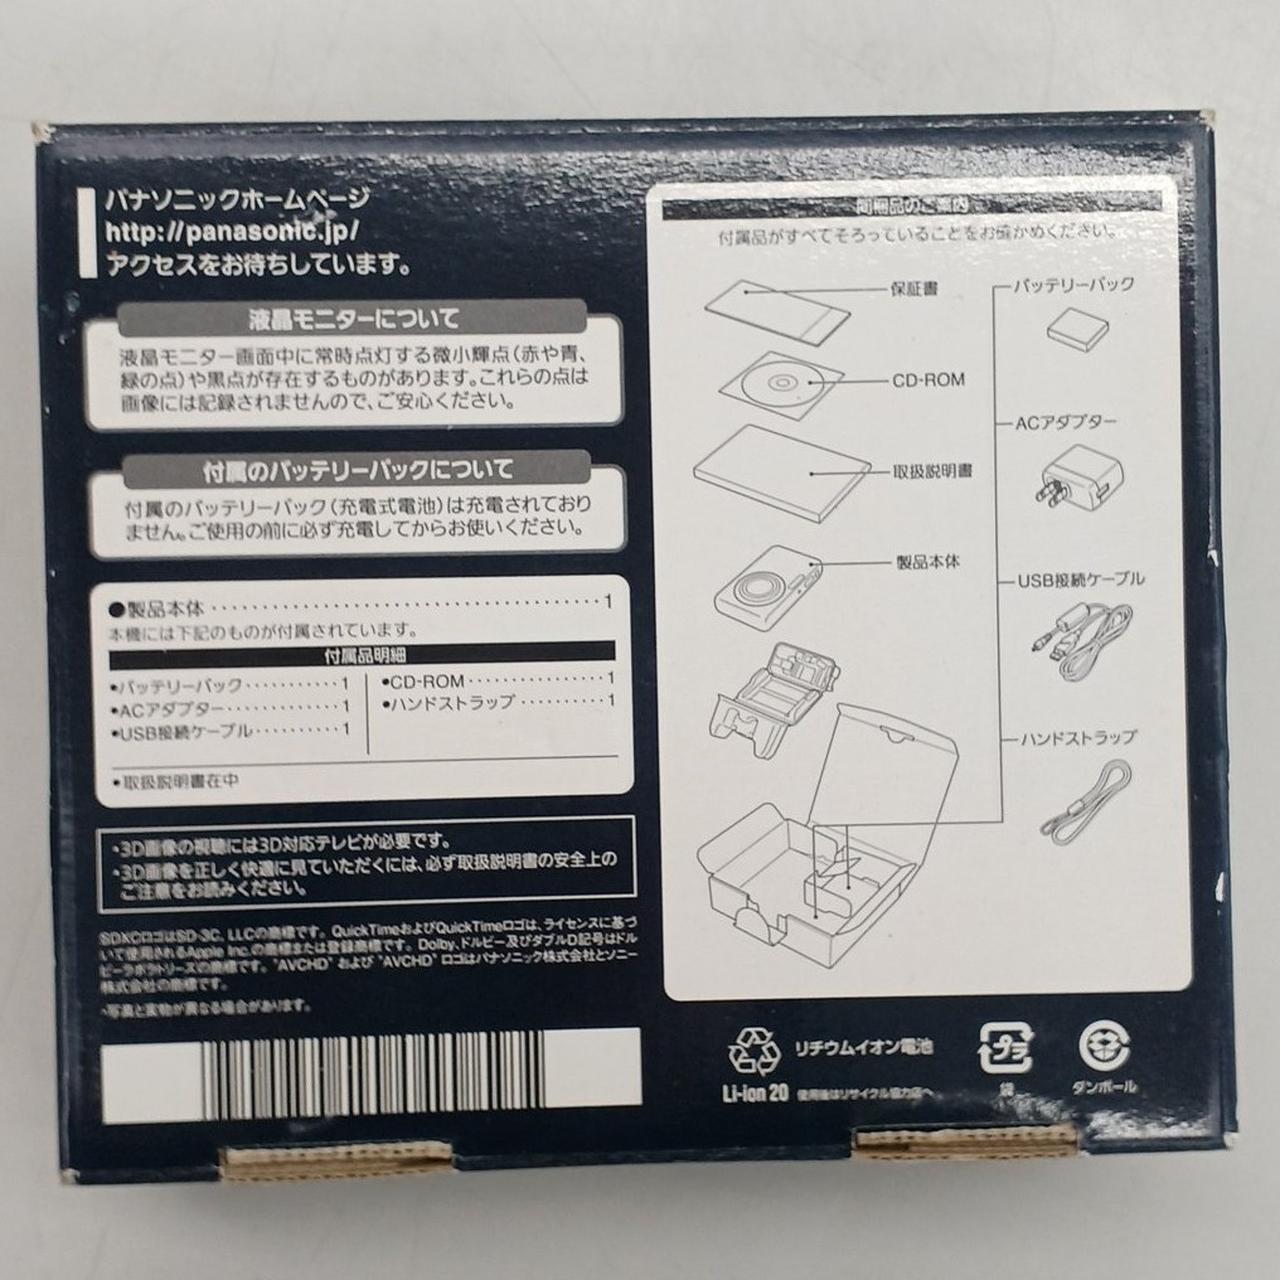 パナソニックホームページ
http://panasonic.jp/
アクセスをお待ちしています。
液晶モニターについて
液晶モニター画面中に常時点灯する微小輝点(赤や青、
緑の点)や黒点が存在するものがあります。これらの点は
画像には記録されませんので、ご安心ください。
付属のバッテリーパックについて
付属のバッテリーパック(充電式電池)は充電されており
ません。ご使用の前に必ず充電してからお使いください。
●製品本体・・・・・・・・・・・・・・・・・・・・・・・・・・・・・・・・・・・・・・1
本機には下記のものが付属されています。
付属品明細
•バッテリーパック・・・・・・・・・・1
•ACアダプター・・・・・・・・・・・・1
•USB接続ケーブル・・・・・・・・・1
•CD-ROM・・・・・・・・・・・・・・1
•ハンドストラップ・・・・・・・・・1
•取扱説明書在中
•3D画像の視聴には3D対応テレビが必要です。
•3D画像を正しく快適に見ていただくには、必ず取扱説明書の安全上の
ご注意をお読みください。
SDXCロゴはSD-3C, LLCの商標です。QuickTimeおよびQuickTimeロゴは、ライセンスに基づ
いて使用されるApple Inc.の商標または登録商標です。Dolby、ドルビー及びダブルD記号はドル
ビーラボラトリーズの商標です。"AVCHD"および"AVCHD"ロゴはパナソニック株式会社とソニー
株式会社の商標です。
•写真と実物が異なる場合があります。
同梱品のご案内
付属品がすべてそろっていることをお確かめください。
保証書
CD-ROM
取扱説明書
製品本体
バッテリーパック
ACアダプター
USB接続ケーブル
ハンドストラップ
リチウムイオン電池
Li-ion 20 使用後はリサイクル協力店へ
プラ
袋
ダンボール